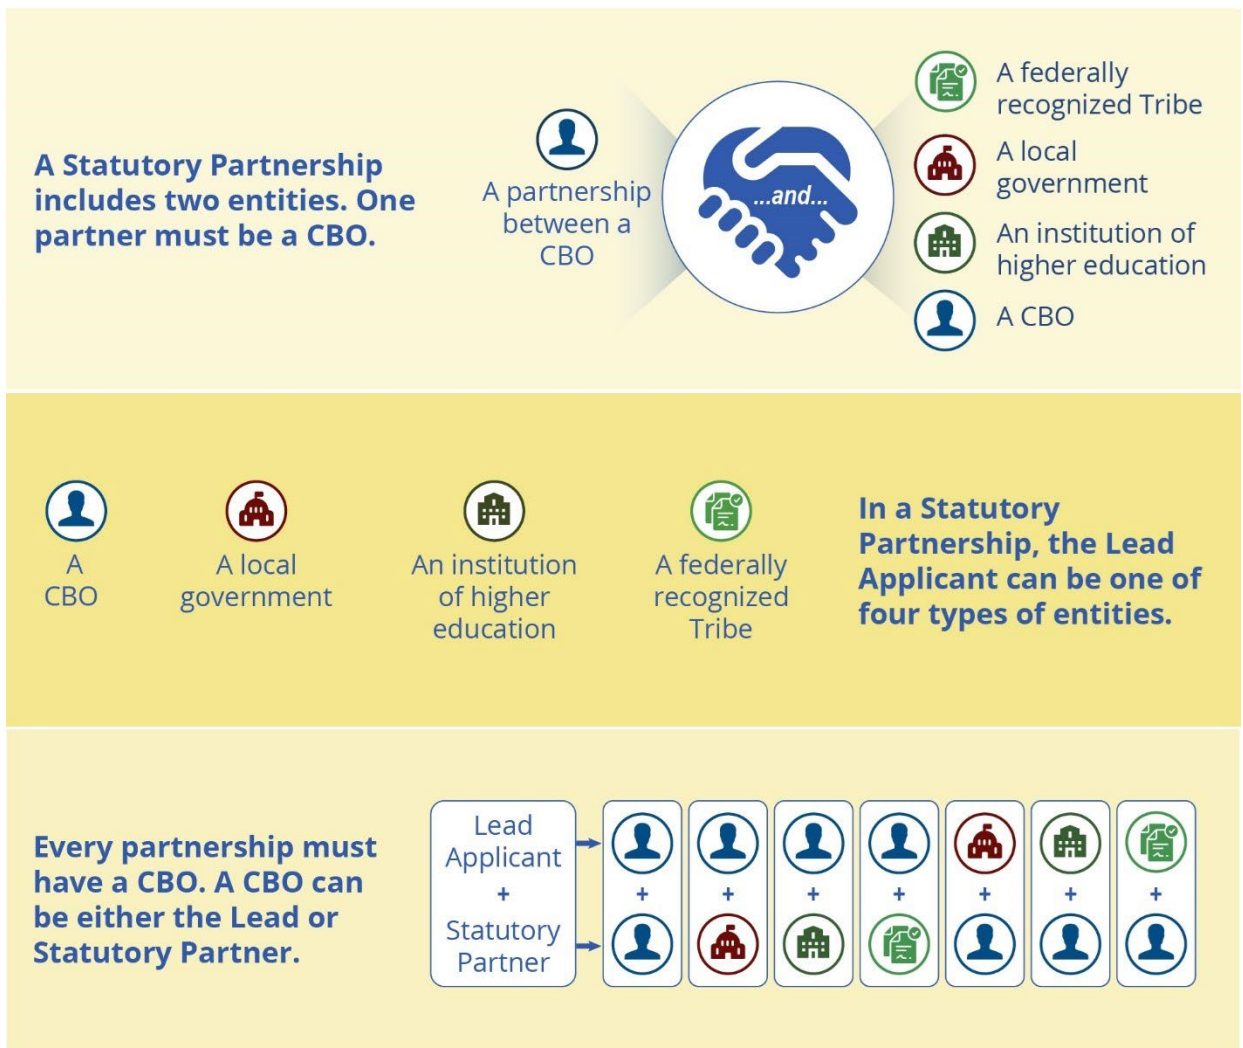 A Statutory Partnership
includes two entities. One
partner must be a CBO.
A partnership
between a
CBO
...and...
A federally
recognized Tribe
A local
government
An institution of
higher education
A CBO
A
CBO
A local
government
An institution
of higher
education
A federally
recognized
Tribe
In a Statutory
Partnership, the Lead
Applicant can be one of
four types of entities.
Every partnership must
have a CBO. A CBO can
be either the Lead or
Statutory Partner.
Lead
Applicant
+
Statutory
Partner
+ + + + + + +